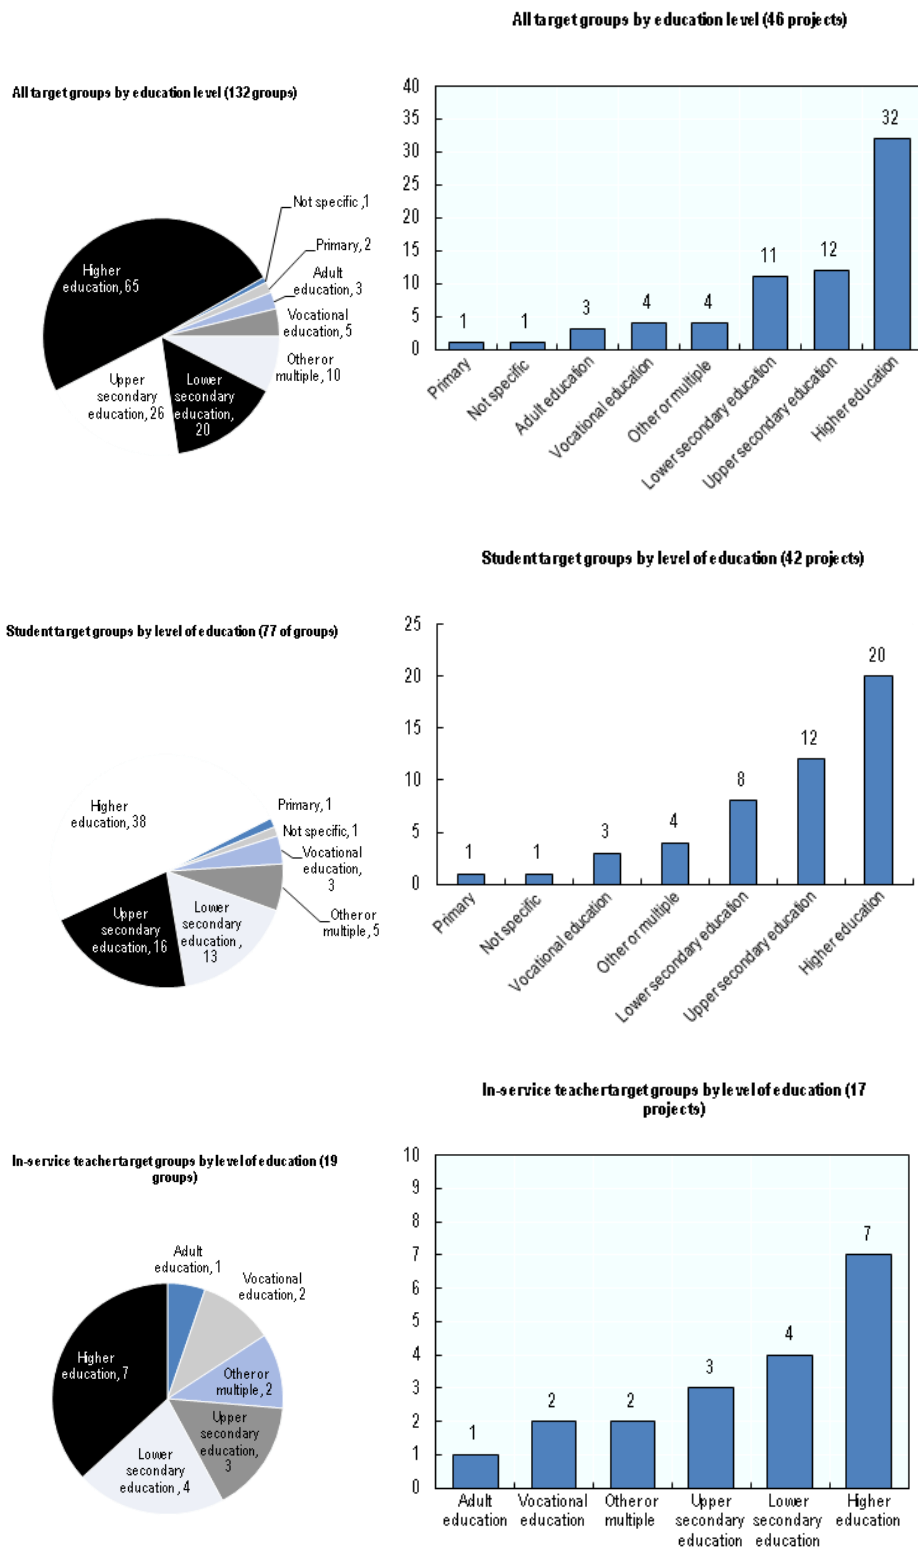 All target groups by education level (46 projects)
All target groups by education level (132 groups)
Not specific ,1
Primary, 2
Adult
education, 3
Vocational
education, 5
Other or
multiple, 10
Lower
secondary
education,
20
Upper
secondary
education, 26
Higher
education, 65
40
35
30
25
20
15
10
5
0
1
1
3
4
4
11
12
32
Primary
Not specific
Adult education
Vocational education
Other or multiple
Lower secondary education
Upper secondary education
Higher education
Student target groups by level of education (42 projects)
Student target groups by level of education (77 of groups)
Higher
education, 38
Primary, 1
Not specific, 1
Vocational
education,
3
Other or
multiple, 5
Lower
secondary
education ,
13
Upper
secondary
education, 16
25
20
15
10
5
0
1
1
3
4
8
12
20
Primary
Not specific
Vocational education
Other or multiple
Lower secondary education
Upper secondary education
Higher education
In-service teacher target groups by level of education (17
projects)
In-service teacher target groups by level of education (19
groups)
Adult
education, 1
Vocational
education, 2
Other or
multiple, 2
Upper
secondary
education,
3
Lower
secondary
education , 4
Higher
education, 7
10
9
8
7
6
5
4
3
2
1
0
1
2
2
3
4
7
Adult
education
Vocational
education
Other or
multiple
Upper
secondary
education
Lower
secondary
education
Higher
education